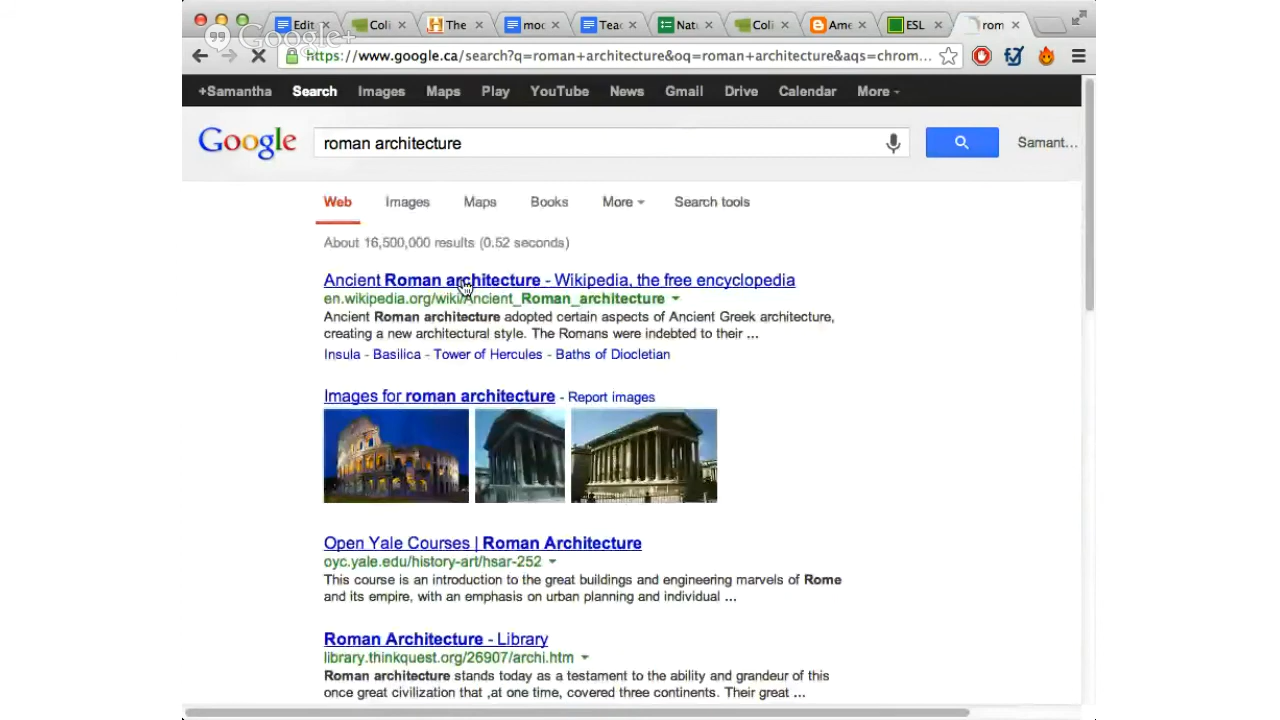 Edit Coli The moc Teac Natu Coli Ame ESL rom
Google+
https://www.google.ca/search?q=roman+architecture&oq=roman+architecture&aqs=chrom...
+Samantha Search Images Maps Play YouTube News Gmail Drive Calendar More
Google roman architecture Samant...
Web Images Maps Books More Search tools
About 16,500,000 results (0.52 seconds)
Ancient Roman architecture - Wikipedia, the free encyclopedia
en.wikipedia.org/wiki/Ancient_Roman_architecture
Ancient Roman architecture adopted certain aspects of Ancient Greek architecture,
creating a new architectural style. The Romans were indebted to their ...
Insula - Basilica - Tower of Hercules - Baths of Diocletian
Images for roman architecture - Report images
Open Yale Courses | Roman Architecture
oyc.yale.edu/history-art/hsar-252
This course is an introduction to the great buildings and engineering marvels of Rome
and its empire, with an emphasis on urban planning and individual ...
Roman Architecture - Library
library.thinkquest.org/26907/archi.htm
Roman architecture stands today as a testament to the ability and grandeur of this
once great civilization that ,at one time, covered three continents. Their great ...